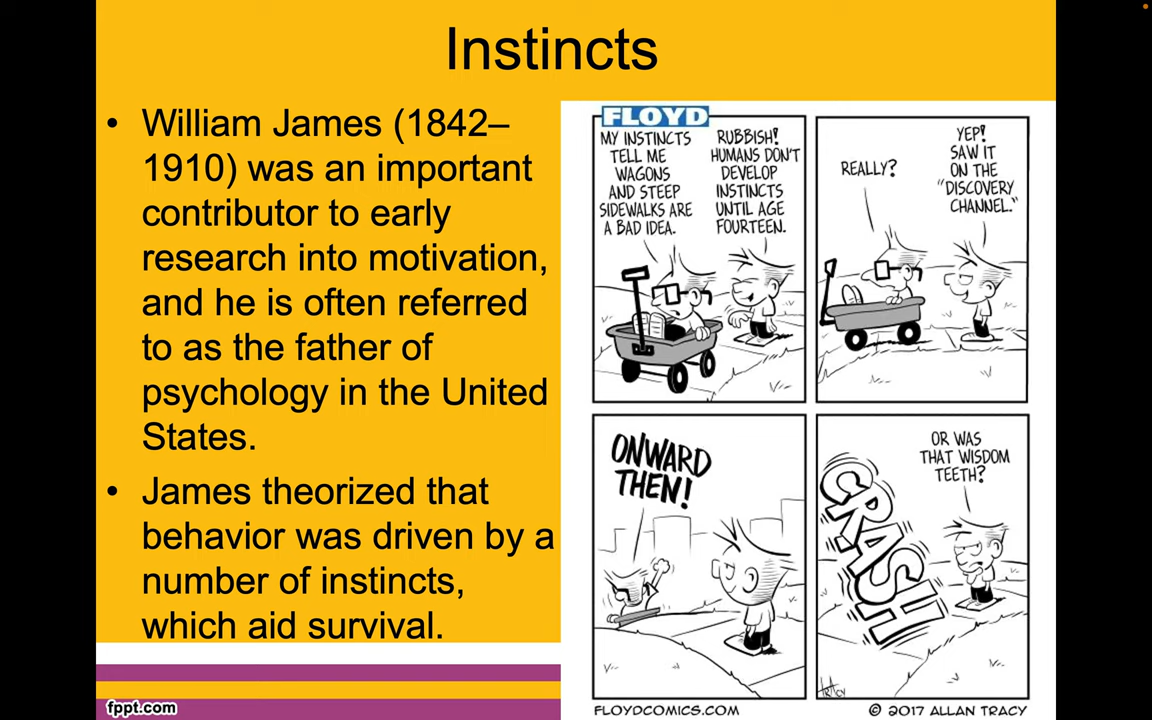 Instincts
• William James (1842–
1910) was an important
contributor to early
research into motivation,
and he is often referred
to as the father of
psychology in the United
States.
• James theorized that
behavior was driven by a
number of instincts,
which aid survival.
fppt.com
FLOYD
MY INSTINCTS
TELL ME
WAGONS
AND STEEP
SIDEWALKS ARE
A BAD IDEA.
RUBBISH!
HUMANS DON'T
DEVELOP
INSTINCTS
UNTIL AGE
FOURTEEN.
REALLY?
YEP!
SAW IT
ON THE
"DISCOVERY
CHANNEL."
ONWARD
THEN!
CRASH
OR WAS
THAT WISDOM
TEETH?
FLOYDCOMICS.COM
© 2017 ALLAN TRACY